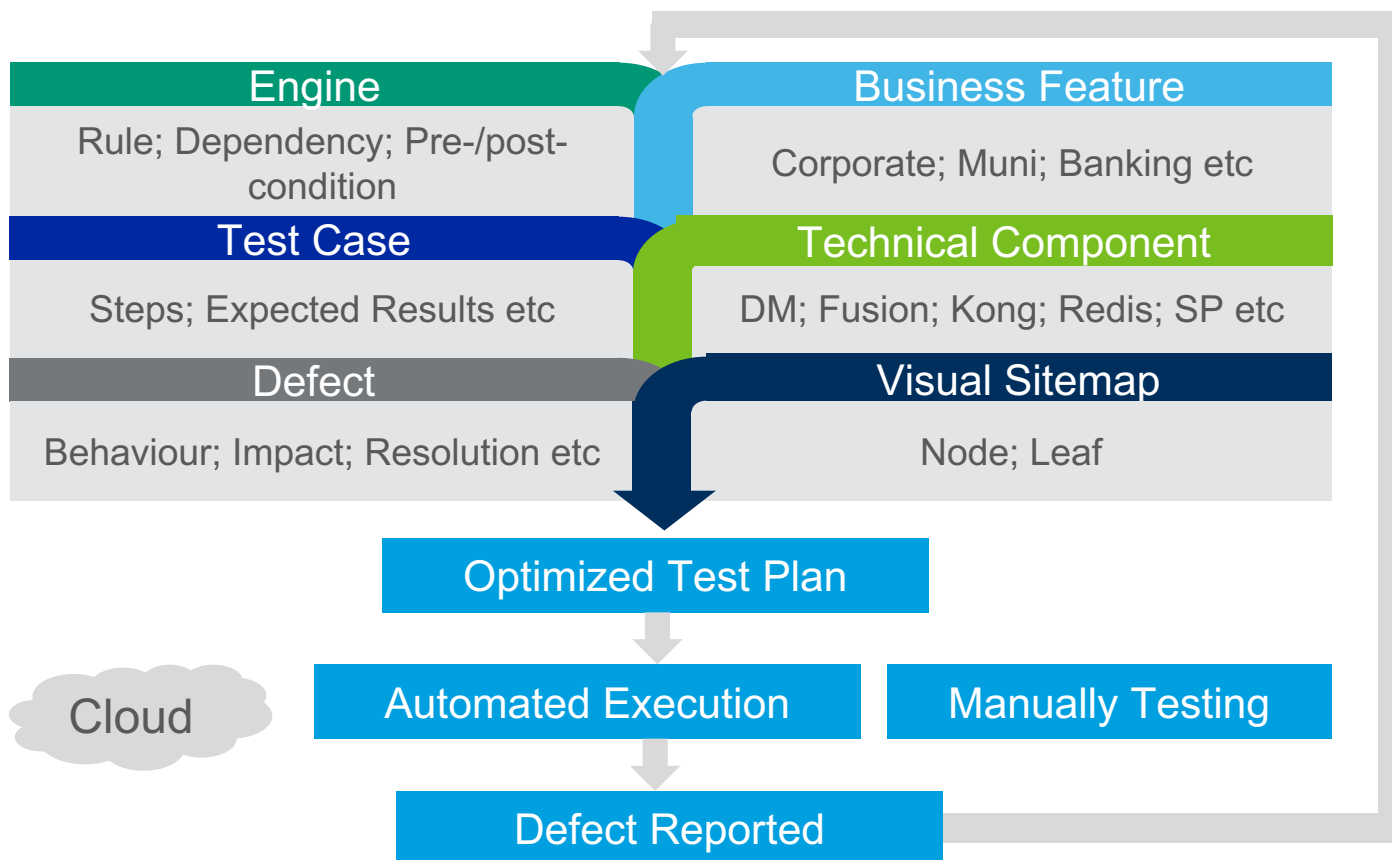 Engine
Rule; Dependency; Pre-/post-
condition
Business Feature
Corporate; Muni; Banking etc
Test Case
Steps; Expected Results etc
Technical Component
DM; Fusion; Kong; Redis; SP etc
Defect
Behaviour; Impact; Resolution etc
Visual Sitemap
Node; Leaf
Optimized Test Plan
Cloud
Automated Execution
Manually Testing
Defect Reported